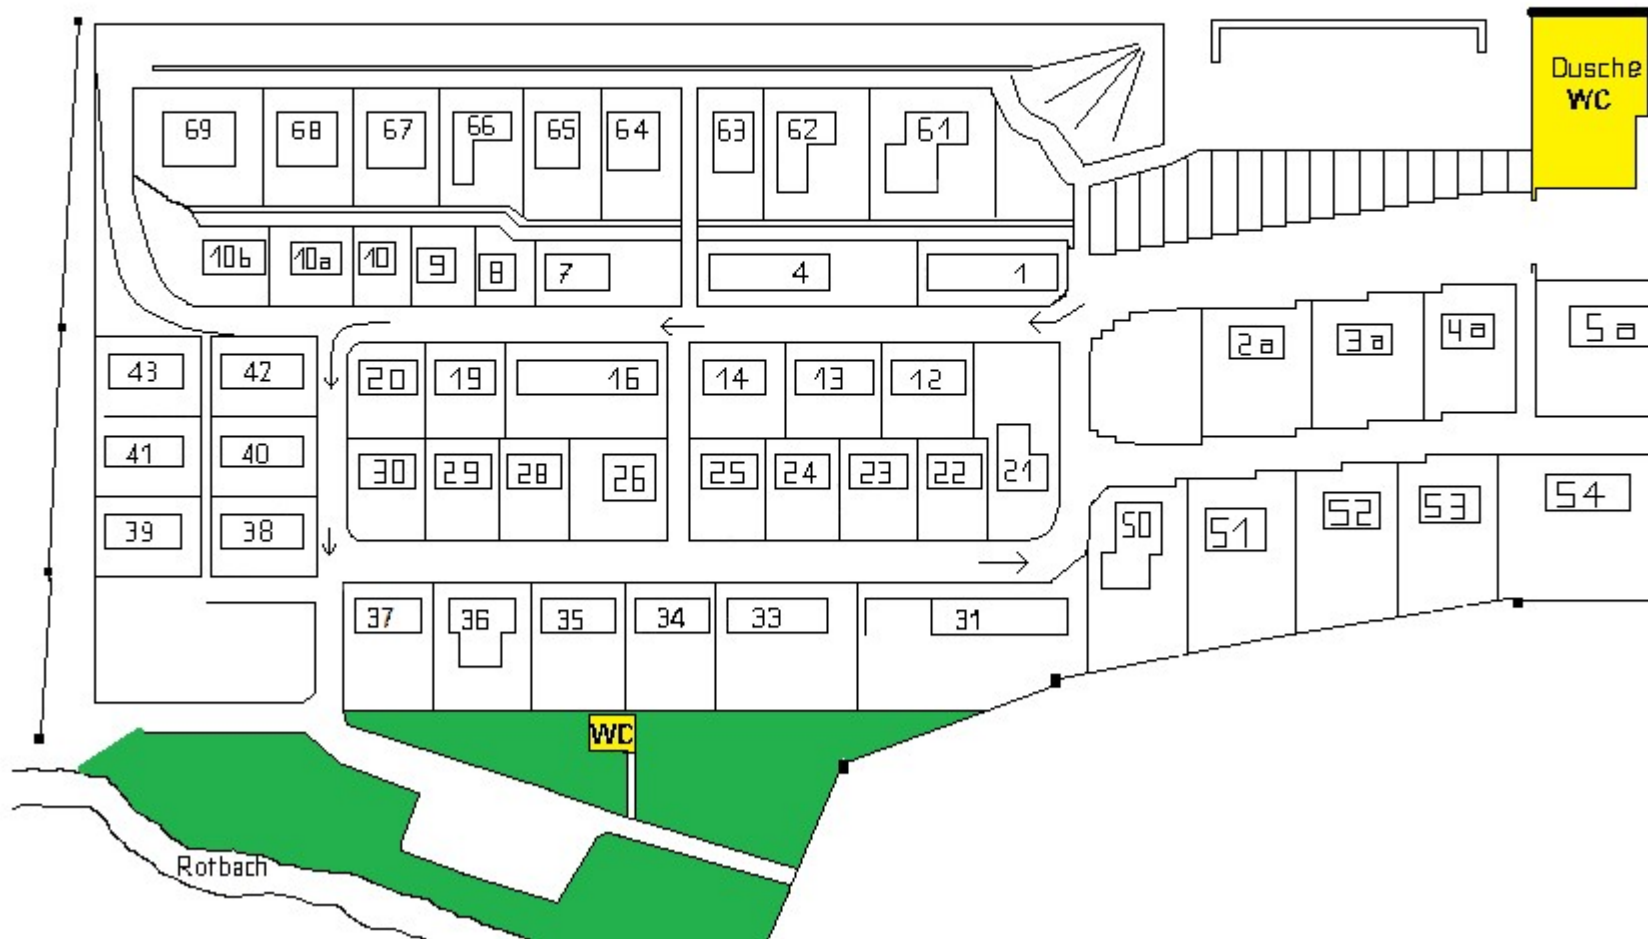 Dusche
WC
69 68 67 66 65 64 63 62 61
10b 10a 10 9 8 7 4 1
2a 3a 4a 5a
43 42 20 19 16 14 13 12
41 40 30 29 28 26 25 24 23 22 21
39 38 50 51 52 53 54
37 36 35 34 33 31
WC
Rotbach